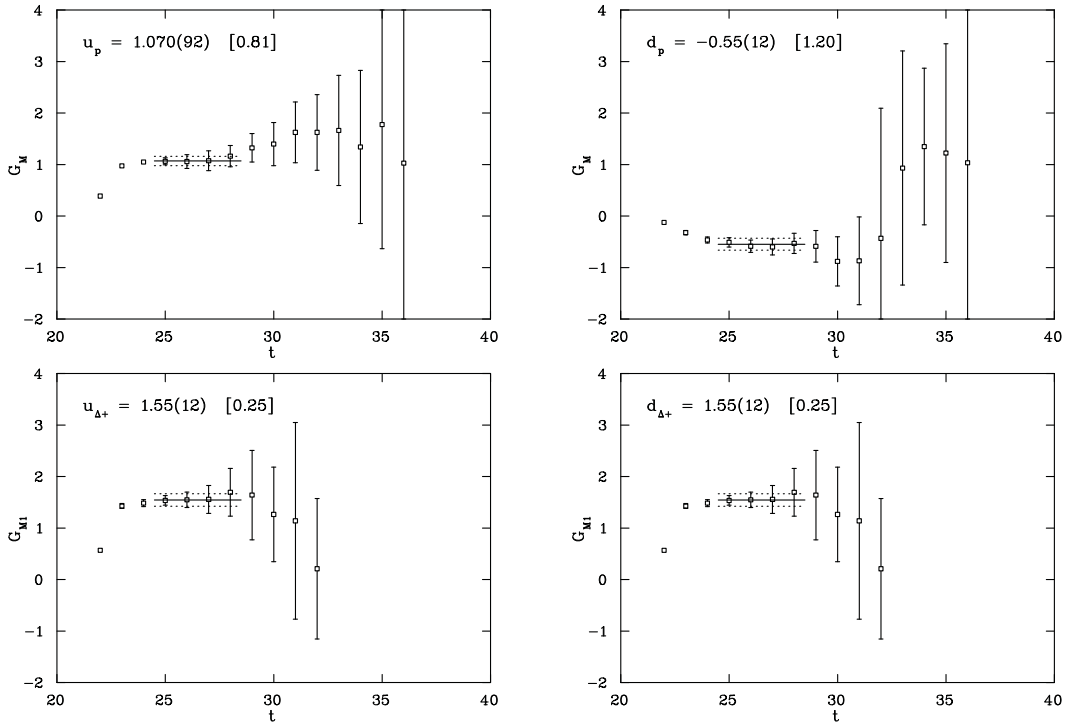 4
3
2
1
0
−1
−2
G_M
u_p = 1.070(92) [0.81]
20 25 30 35 40
t
4
3
2
1
0
−1
−2
G_M
d_p = −0.55(12) [1.20]
20 25 30 35 40
t
4
3
2
1
0
−1
−2
G_M1
u_Δ+ = 1.55(12) [0.25]
20 25 30 35 40
t
4
3
2
1
0
−1
−2
G_M1
d_Δ+ = 1.55(12) [0.25]
20 25 30 35 40
t